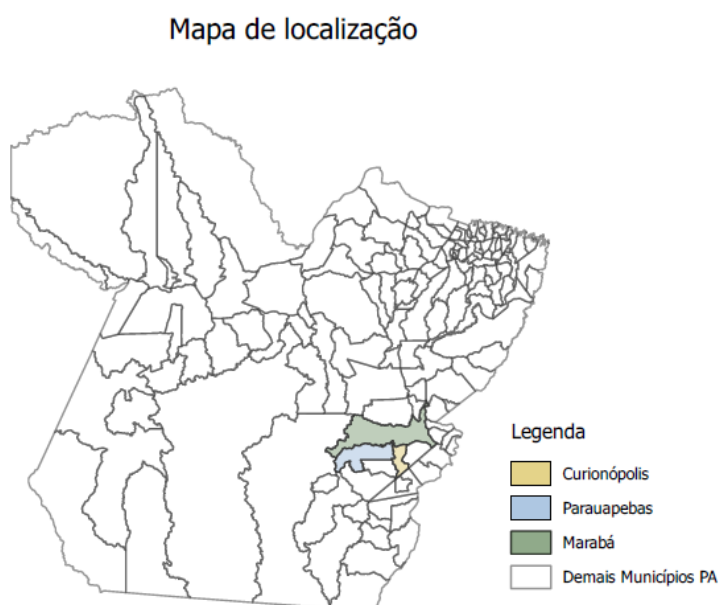 Mapa de localização
Legenda
Curionópolis
Parauapebas
Marabá
Demais Municípios PA